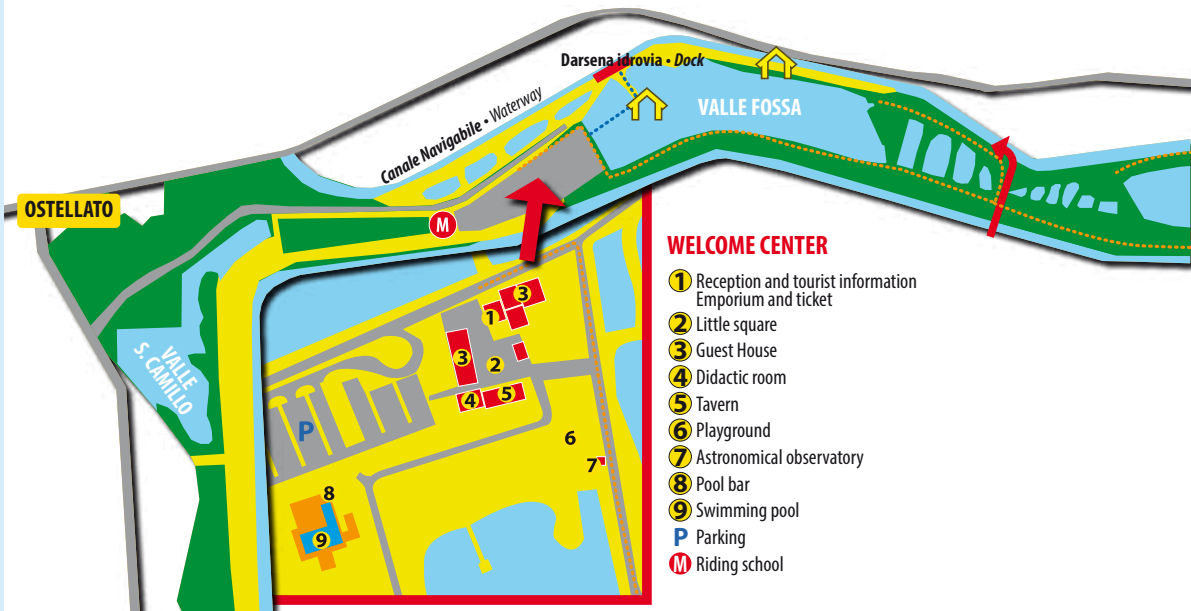 Darsena idrovia • Dock
Canale Navigabile • Waterway
VALLE FOSSA
OSTELLATO
M
VALLE
S. CAMILLO
3
1
3
2
4
5
P
6
7
8
9
WELCOME CENTER
1 Reception and tourist information
Emporium and ticket
2 Little square
3 Guest House
4 Didactic room
5 Tavern
6 Playground
7 Astronomical observatory
8 Pool bar
9 Swimming pool
P Parking
M Riding school